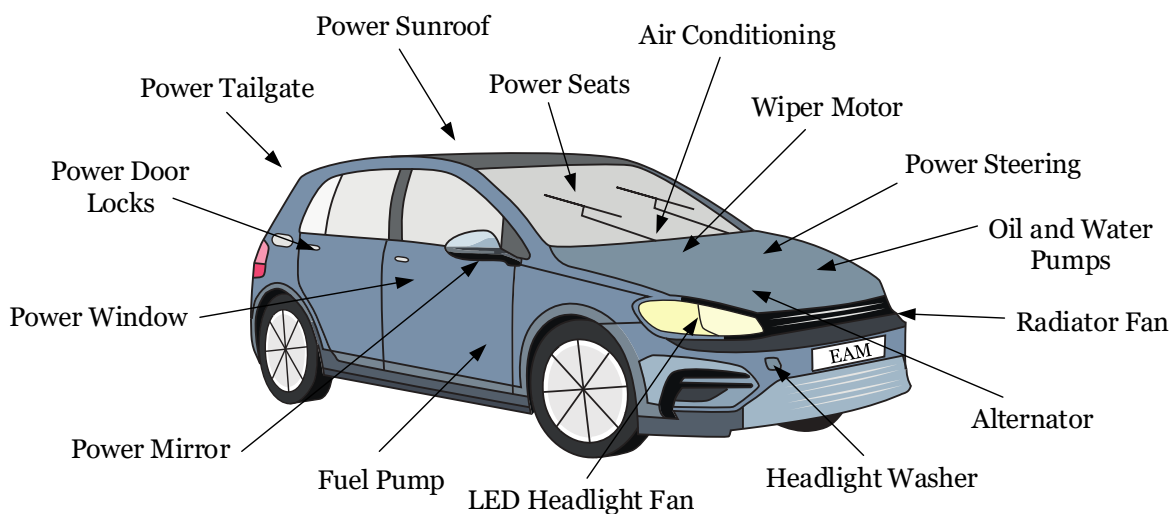 Power Sunroof
Air Conditioning
Power Tailgate
Power Seats
Wiper Motor
Power Door
Locks
Power Steering
Oil and Water
Pumps
Power Window
Radiator Fan
EAM
Alternator
Power Mirror
Fuel Pump
LED Headlight Fan
Headlight Washer